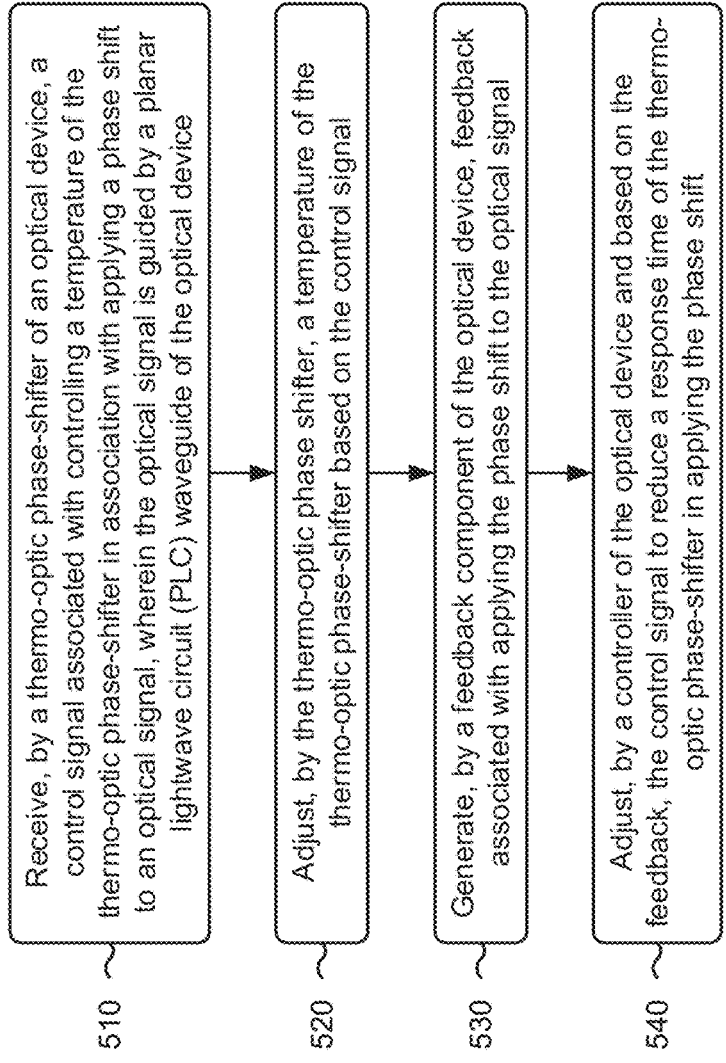 510
Receive, by a thermo-optic phase-shifter of an optical device, a
control signal associated with controlling a temperature of the
thermo-optic phase-shifter in association with applying a phase shift
to an optical signal, wherein the optical signal is guided by a planar
lightwave circuit (PLC) waveguide of the optical device
520
Adjust, by the thermo-optic phase shifter, a temperature of the
thermo-optic phase-shifter based on the control signal
530
Generate, by a feedback component of the optical device, feedback
associated with applying the phase shift to the optical signal
540
Adjust, by a controller of the optical device and based on the
feedback, the control signal to reduce a response time of the thermo-
optic phase-shifter in applying the phase shift